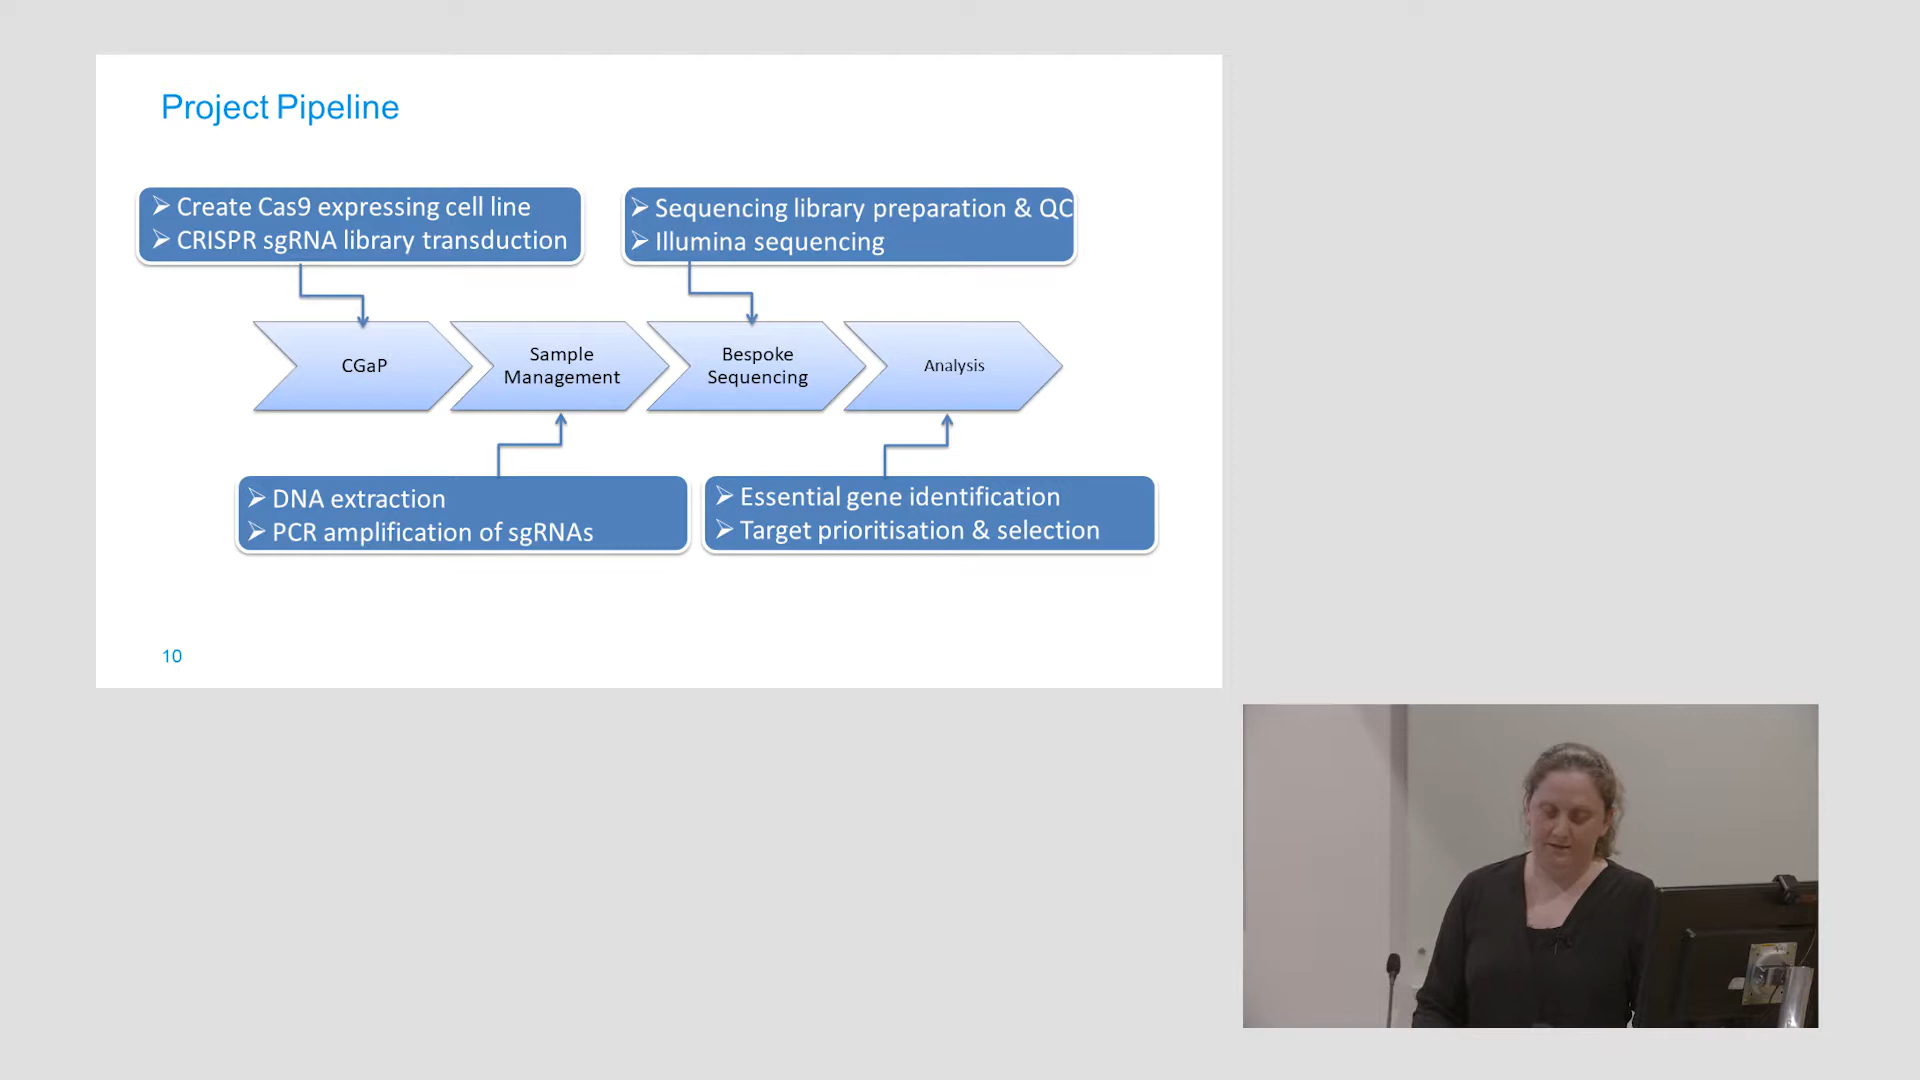 Project Pipeline
➢ Create Cas9 expressing cell line
➢ CRISPR sgRNA library transduction
➢ Sequencing library preparation & QC
➢ Illumina sequencing
CGaP
Sample
Management
Bespoke
Sequencing
Analysis
➢ DNA extraction
➢ PCR amplification of sgRNAs
➢ Essential gene identification
➢ Target prioritisation & selection
10